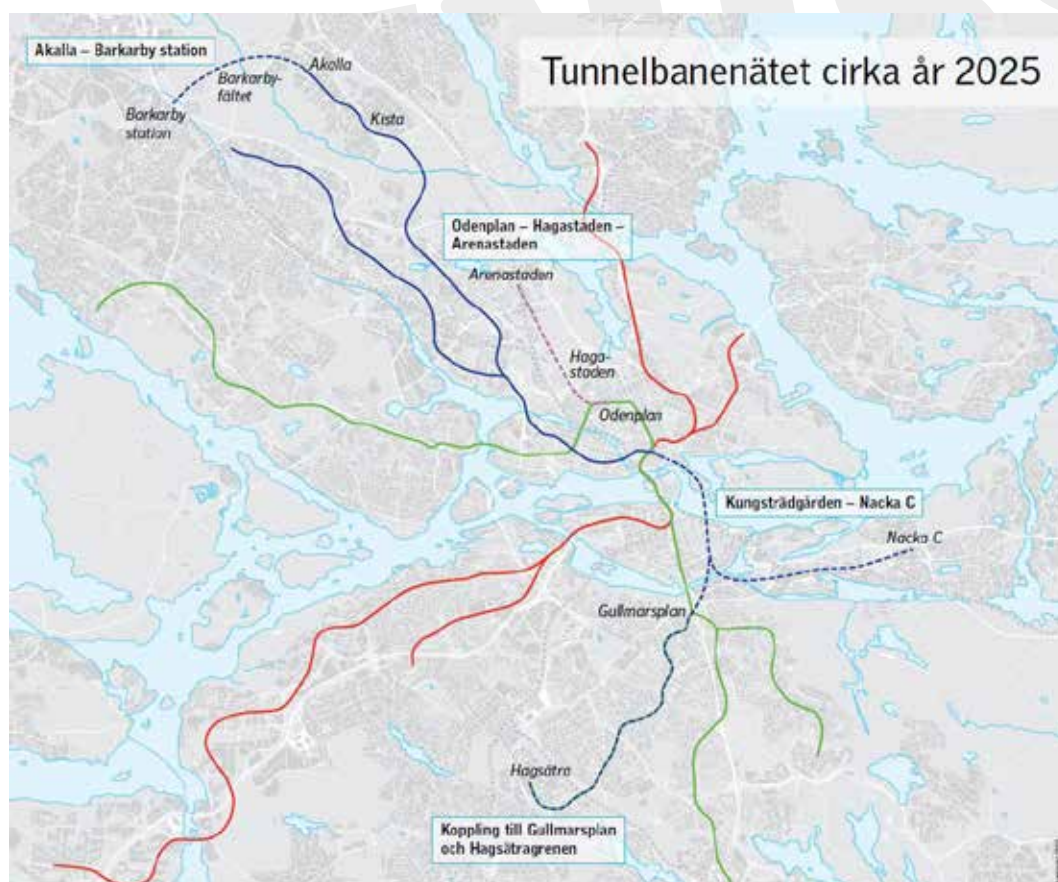 Tunnelbanenätet cirka år 2025
Akalla – Barkarby station
Akalla
Barkarby-
fältet
Barkarby
station
Kista
Odenplan – Hagastaden –
Arenastaden
Arenastaden
Haga-
staden
Odenplan
Kungsträdgården – Nacka C
Nacka C
Gullmarsplan
Hagsätra
Koppling till Gullmarsplan
och Hagsätragrenen